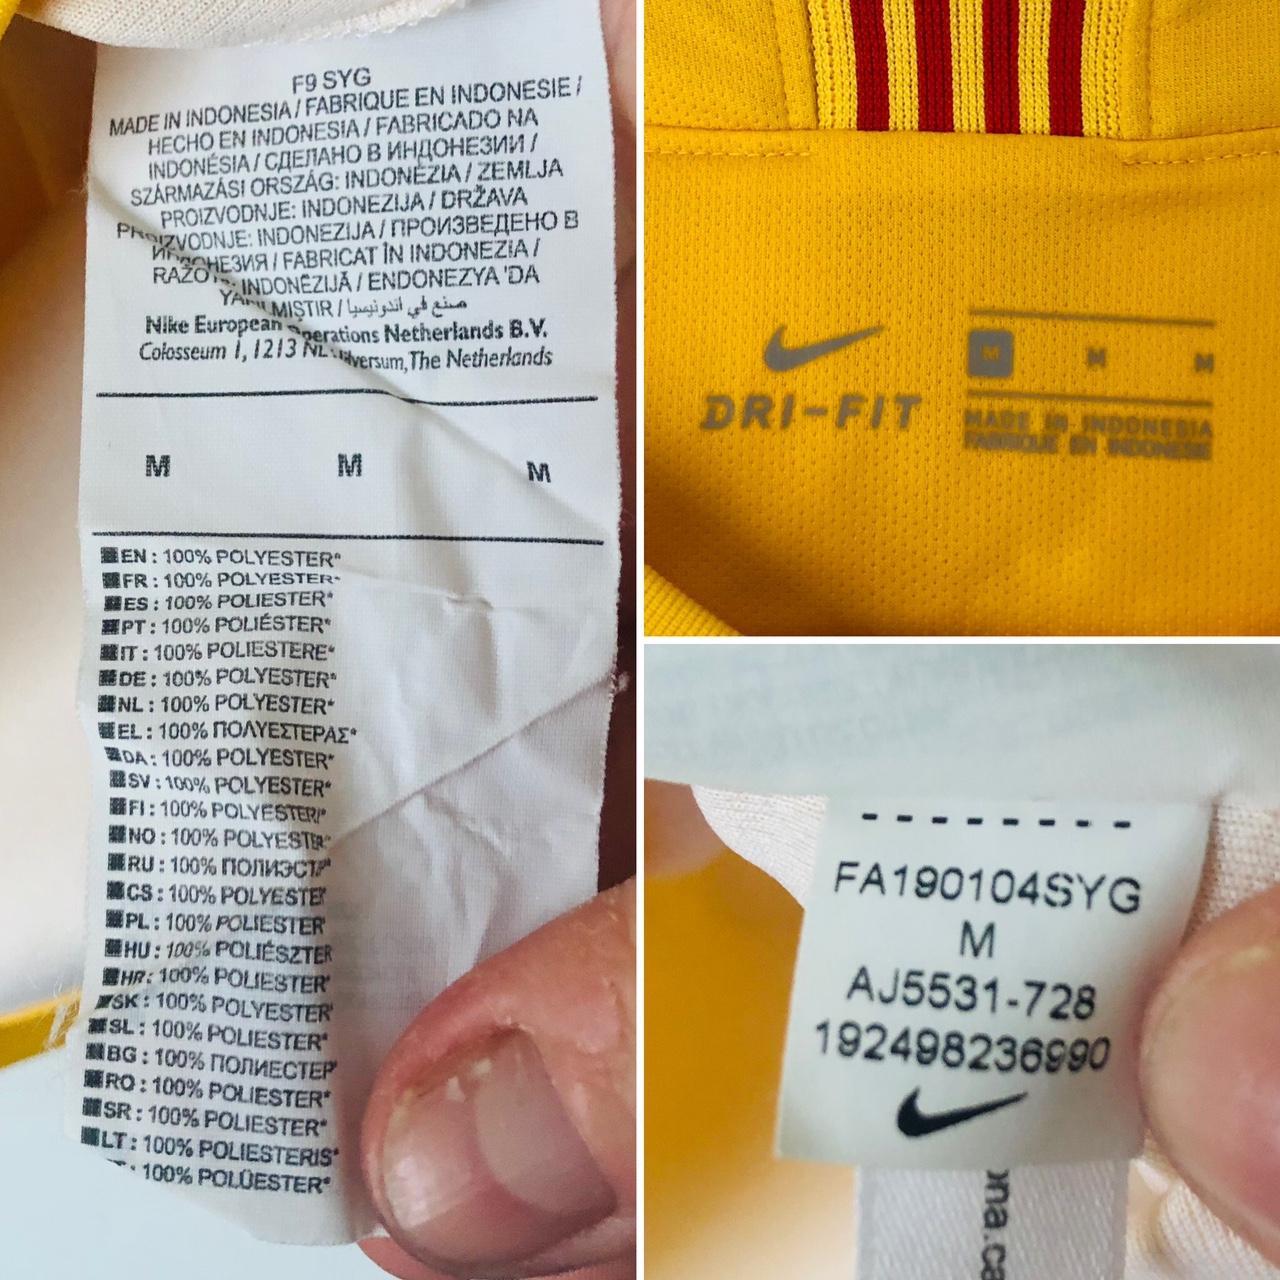 F9 SYG
MADE IN INDONESIA / FABRIQUE EN INDONESIE /
HECHO EN INDONESIA / FABRICADO NA
INDONÉSIA / СДЕЛАНО В ИНДОНЕЗИИ /
SZÁRMAZÁSI ORSZÁG: INDONÉZIA / ZEMLJA
PROIZVODNJE: INDONEZIJA / DRŽAVA
PROIZVODNJE: INDONEZIJA / ПРОИЗВЕДЕНО В
ИНДОНЕЗИЯ / FABRICAT ÎN INDONEZIA /
INDONĒZIJĀ / ENDONEZYA 'DA
صنع في اندونيسيا /
Nike European Operations Netherlands B.V.
Colosseum 1, 1213 NL Hilversum, The Netherlands
M M M
EN : 100% POLYESTER*
FR : 100% POLYESTER*
ES : 100% POLIESTER*
PT : 100% POLIÉSTER*
IT : 100% POLIESTERE*
DE : 100% POLYESTER*
NL : 100% POLYESTER*
EL : 100% ΠΟΛΥΕΣΤΕΡΑΣ*
DA : 100% POLYESTER*
SV : 100% POLYESTER*
FI : 100% POLYESTERI*
NO : 100% POLYESTER*
RU : 100%
CS : 100% POLYESTER
PL : 100% POLIESTER
HU : 100% POLIÉSZTER
HR : 100% POLIESTER*
SK : 100% POLYESTER*
SL : 100% POLIESTER*
BG : 100% ПОЛИЕСТЕР*
RO : 100% POLIESTER*
SR : 100% POLIESTER*
LT : 100% POLIESTERIS*
: 100% POLÜESTER*
DRI-FIT
M M M
MADE IN INDONESIA
FABRIQUE EN INDONESIE
FA190104SYG
M
AJ5531-728
192498236990
ona.ca